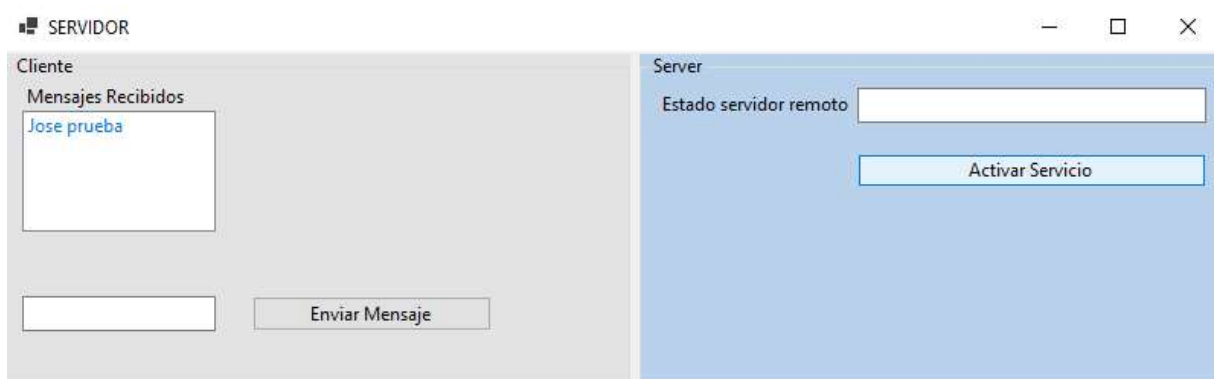 SERVIDOR
Cliente
Mensajes Recibidos
Jose prueba
Enviar Mensaje
Server
Estado servidor remoto
Activar Servicio